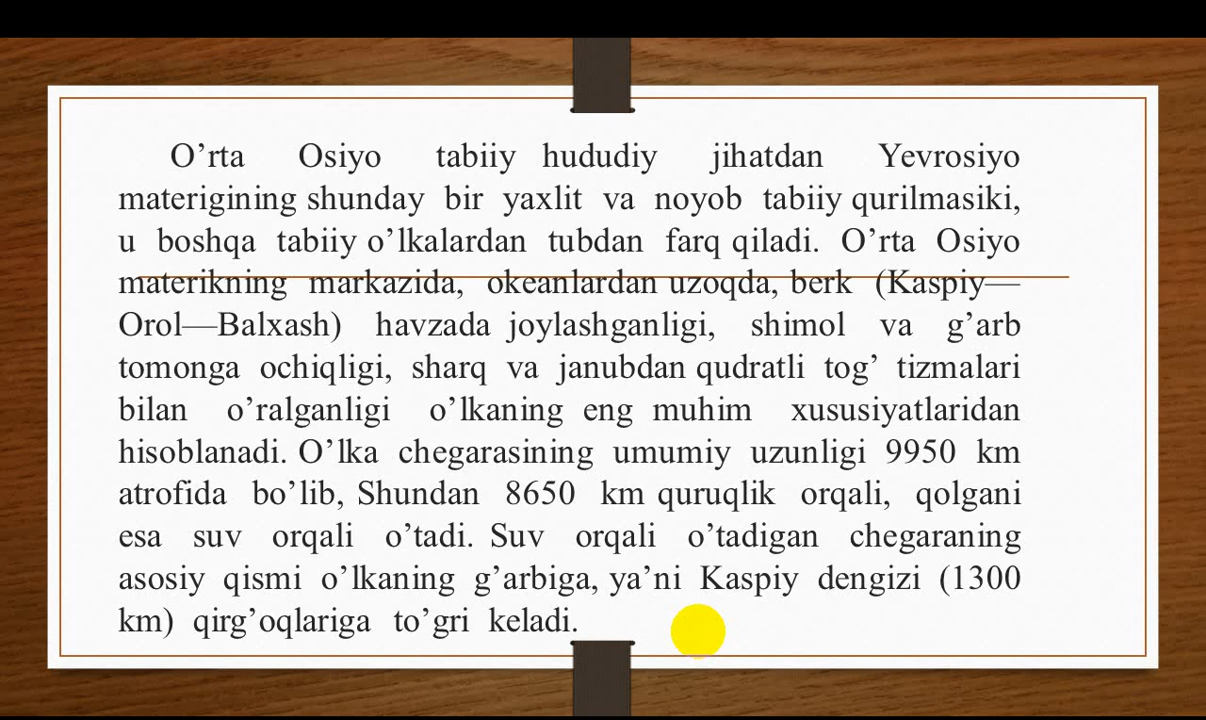 O’rta Osiyo tabiiy hududiy jihatdan Yevrosiyo
materigining shunday bir yaxlit va noyob tabiiy qurilmasiki,
u boshqa tabiiy o’lkalardan tubdan farq qiladi. O’rta Osiyo
materikning markazida, okeanlardan uzoqda, berk (Kaspiy—
Orol—Balxash) havzada joylashganligi, shimol va g’arb
tomonga ochiqligi, sharq va janubdan qudratli tog’ tizmalari
bilan o’ralganligi o’lkaning eng muhim xususiyatlaridan
hisoblanadi. O’lka chegarasining umumiy uzunligi 9950 km
atrofida bo’lib, Shundan 8650 km quruqlik orqali, qolgani
esa suv orqali o’tadi. Suv orqali o’tadigan chegaraning
asosiy qismi o’lkaning g’arbiga, ya’ni Kaspiy dengizi (1300
km) qirg’oqlariga to’gri keladi.